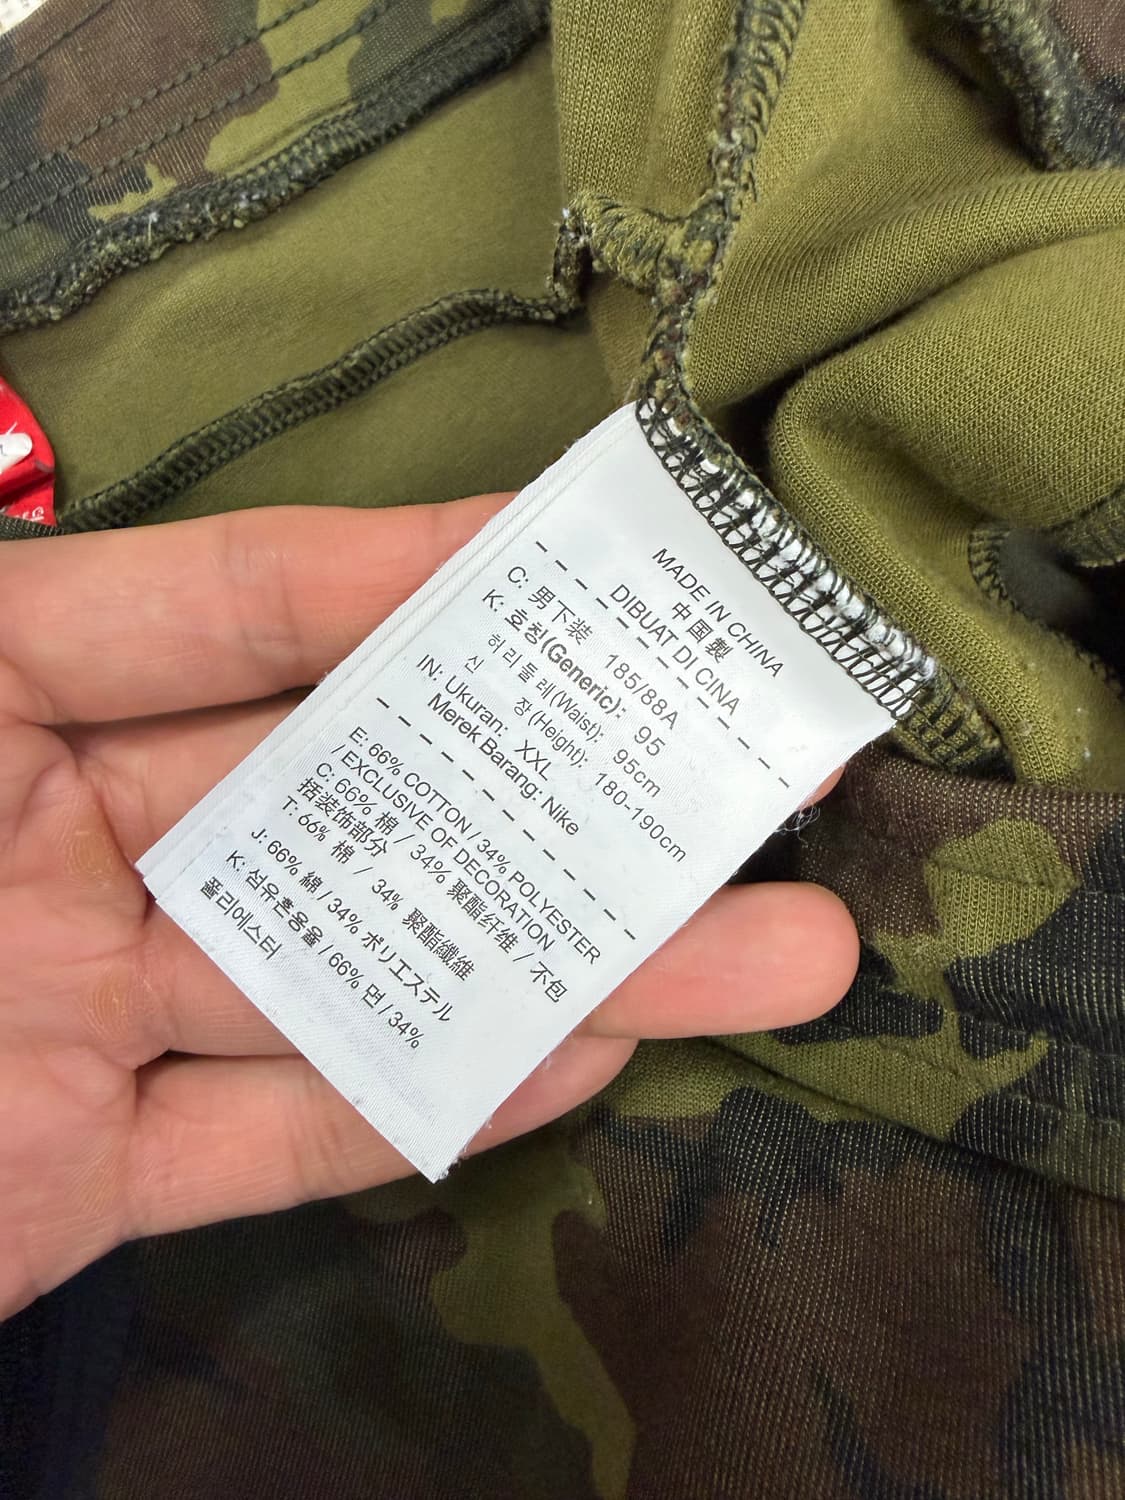 MADE IN CHINA
中国製
DIBUAT DI CINA
C: 男下装 185/88A
K: 호칭(Generic): 95
허리둘레(Waist): 95cm
신 장(Height): 180-190cm
IN: Ukuran: XXL
Merek Barang: Nike
E: 66% COTTON / 34% POLYESTER
/ EXCLUSIVE OF DECORATION
C: 66% 棉 / 34% 聚酯纤维 / 不包
括装饰部分
T: 66% 棉 / 34% 聚酯纖維
J: 66% 綿 / 34% ポリエステル
K: 섬유혼용율 / 66% 면 / 34%
폴리에스터